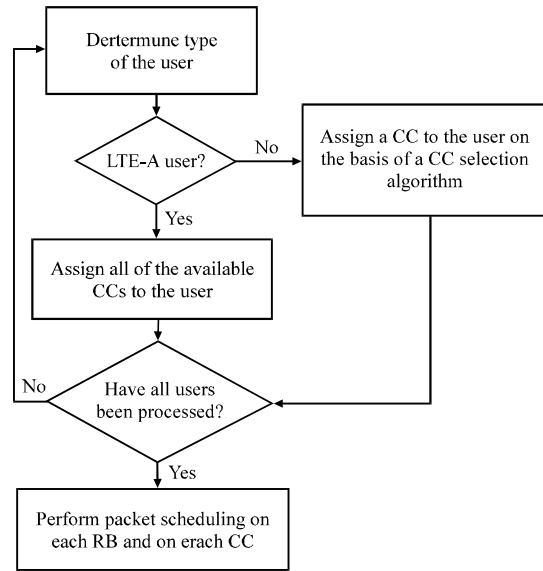 Dertermune type
of the user
LTE-A user?
No
Assign a CC to the user on
the basis of a CC selection
algorithm
Yes
Assign all of the available
CCs to the user
No
Have all users
been processed?
Yes
Perform packet scheduling on
each RB and on erach CC